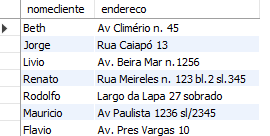 nomecliente endereco
Beth Av Climério n. 45
Jorge Rua Caiapó 13
Livio Av. Beira Mar n.1256
Renato Rua Meireles n. 123 bl.2 sl.345
Rodolfo Largo da Lapa 27 sobrado
Mauricio Av Paulista 1236 sl/2345
Flavio Av. Pres Vargas 10